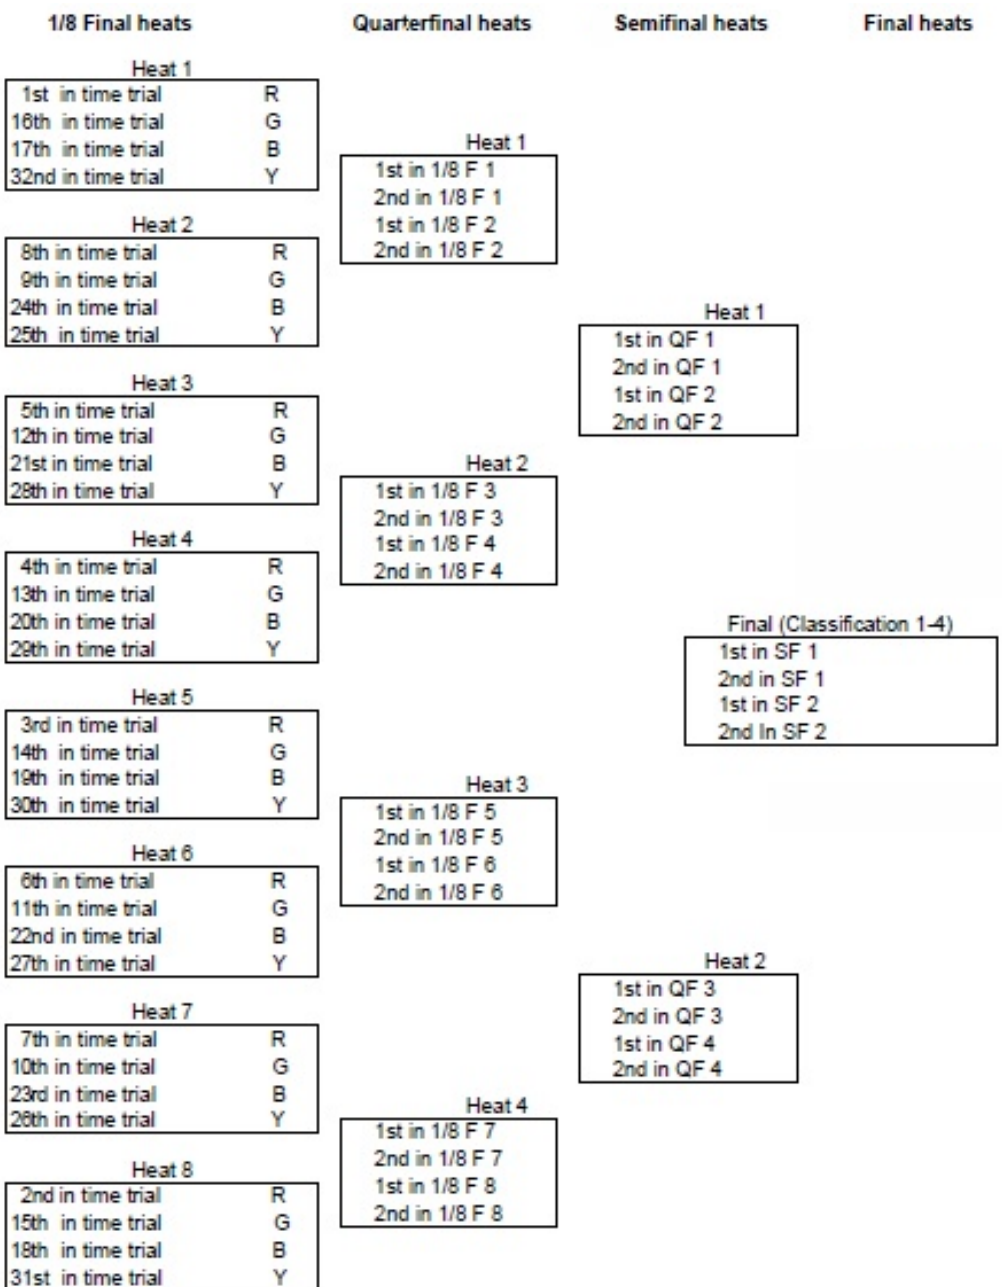 1/8 Final heats Quarterfinal heats Semifinal heats Final heats
Heat 1
1st in time trial R
16th in time trial G
17th in time trial B
32nd in time trial Y
Heat 2
8th in time trial R
9th in time trial G
24th in time trial B
25th in time trial Y
Heat 3
5th in time trial R
12th in time trial G
21st in time trial B
28th in time trial Y
Heat 4
4th in time trial R
13th in time trial G
20th in time trial B
29th in time trial Y
Heat 5
3rd in time trial R
14th in time trial G
19th in time trial B
30th in time trial Y
Heat 6
6th in time trial R
11th in time trial G
22nd in time trial B
27th in time trial Y
Heat 7
7th in time trial R
10th in time trial G
23rd in time trial B
26th in time trial Y
Heat 8
2nd in time trial R
15th in time trial G
18th in time trial B
31st in time trial Y
Heat 1
1st in 1/8 F 1
2nd in 1/8 F 1
1st in 1/8 F 2
2nd in 1/8 F 2
Heat 2
1st in 1/8 F 3
2nd in 1/8 F 3
1st in 1/8 F 4
2nd in 1/8 F 4
Heat 3
1st in 1/8 F 5
2nd in 1/8 F 5
1st in 1/8 F 6
2nd in 1/8 F 6
Heat 4
1st in 1/8 F 7
2nd in 1/8 F 7
1st in 1/8 F 8
2nd in 1/8 F 8
Heat 1
1st in QF 1
2nd in QF 1
1st in QF 2
2nd in QF 2
Heat 2
1st in QF 3
2nd in QF 3
1st in QF 4
2nd in QF 4
Final (Classification 1-4)
1st in SF 1
2nd in SF 1
1st in SF 2
2nd In SF 2